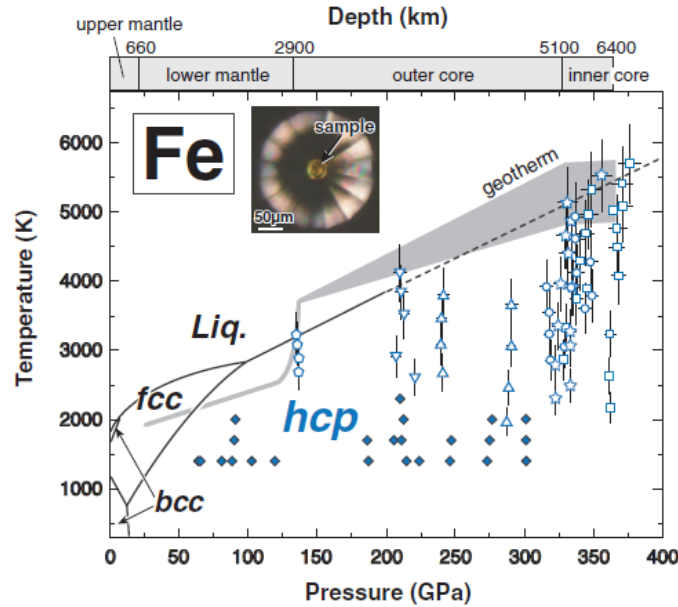 Depth (km)
upper mantle
660 2900 5100 6400
lower mantle outer core inner core
Fe
sample
50μm
geotherm
Liq.
fcc
hcp
bcc
Temperature (K)
6000
5000
4000
3000
2000
1000
0 50 100 150 200 250 300 350 400
Pressure (GPa)